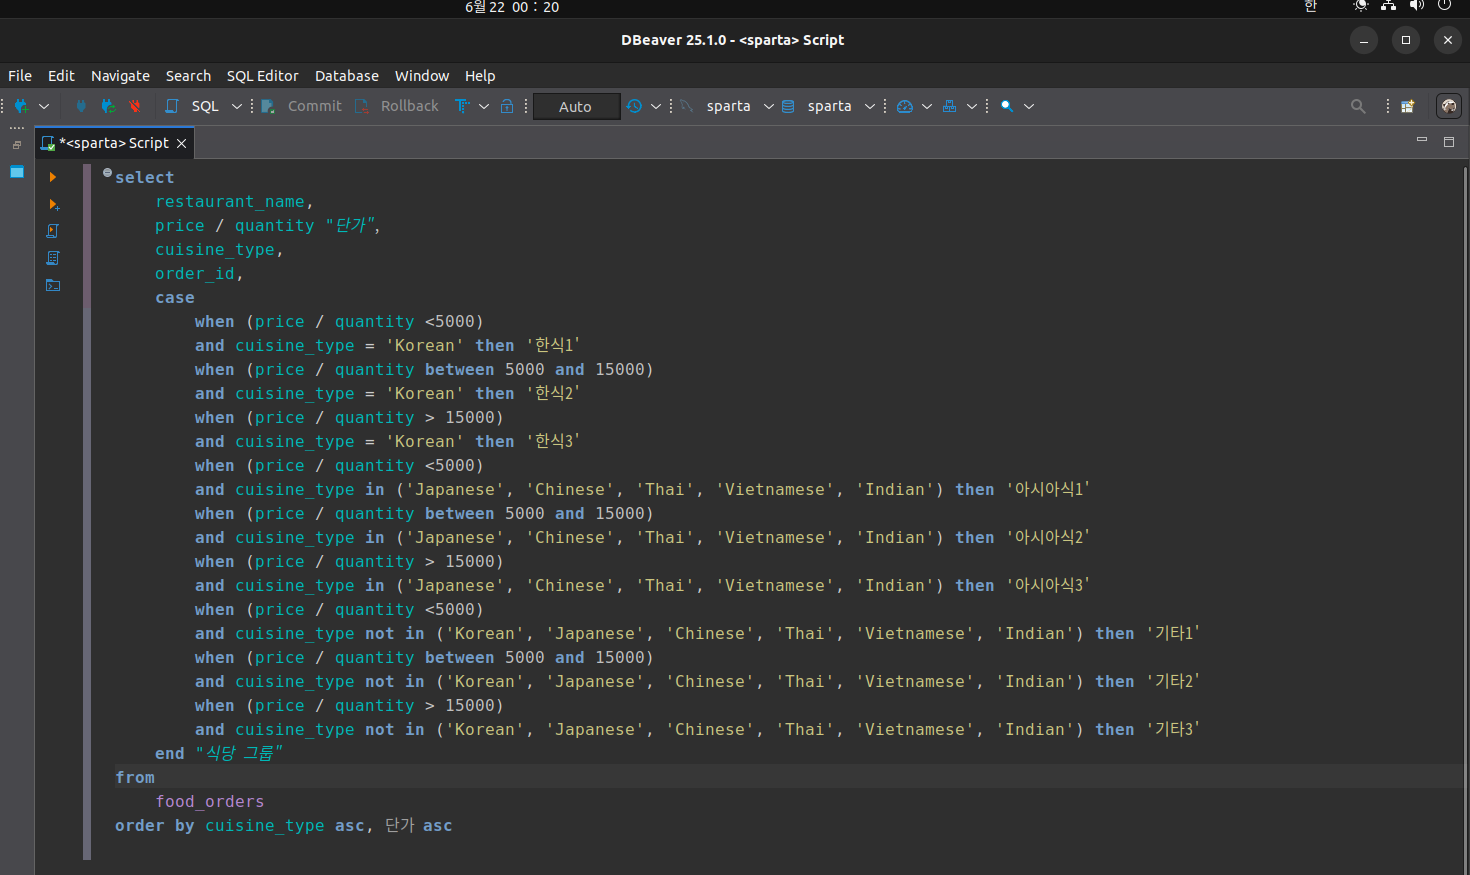 6월 22 00 : 20
한
DBeaver 25.1.0 - <sparta> Script
File Edit Navigate Search SQL Editor Database Window Help
SQL Commit Rollback Auto sparta sparta
*<sparta> Script
select
restaurant_name,
price / quantity "단가",
cuisine_type,
order_id,
case
when (price / quantity <5000)
and cuisine_type = 'Korean' then '한식1'
when (price / quantity between 5000 and 15000)
and cuisine_type = 'Korean' then '한식2'
when (price / quantity > 15000)
and cuisine_type = 'Korean' then '한식3'
when (price / quantity <5000)
and cuisine_type in ('Japanese', 'Chinese', 'Thai', 'Vietnamese', 'Indian') then '아시아식1'
when (price / quantity between 5000 and 15000)
and cuisine_type in ('Japanese', 'Chinese', 'Thai', 'Vietnamese', 'Indian') then '아시아식2'
when (price / quantity > 15000)
and cuisine_type in ('Japanese', 'Chinese', 'Thai', 'Vietnamese', 'Indian') then '아시아식3'
when (price / quantity <5000)
and cuisine_type not in ('Korean', 'Japanese', 'Chinese', 'Thai', 'Vietnamese', 'Indian') then '기타1'
when (price / quantity between 5000 and 15000)
and cuisine_type not in ('Korean', 'Japanese', 'Chinese', 'Thai', 'Vietnamese', 'Indian') then '기타2'
when (price / quantity > 15000)
and cuisine_type not in ('Korean', 'Japanese', 'Chinese', 'Thai', 'Vietnamese', 'Indian') then '기타3'
end "식당 그룹"
from
food_orders
order by cuisine_type asc, 단가 asc